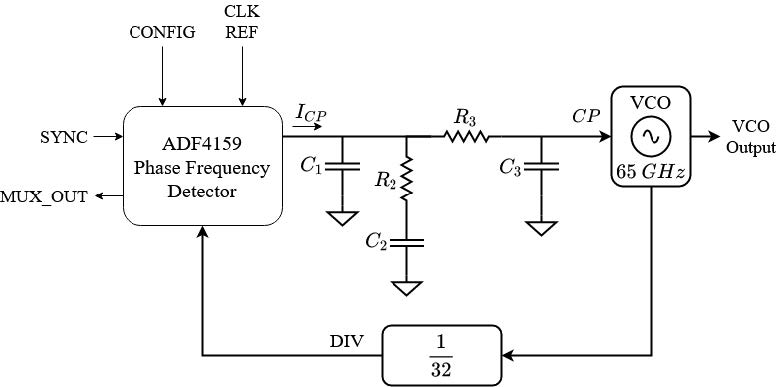 CONFIG
CLK
REF
SYNC
MUX_OUT
ADF4159
Phase Frequency
Detector
I_{CP}
C_1
R_2
C_2
R_3
C_3
CP
VCO
65 GHz
VCO
Output
DIV
1
32